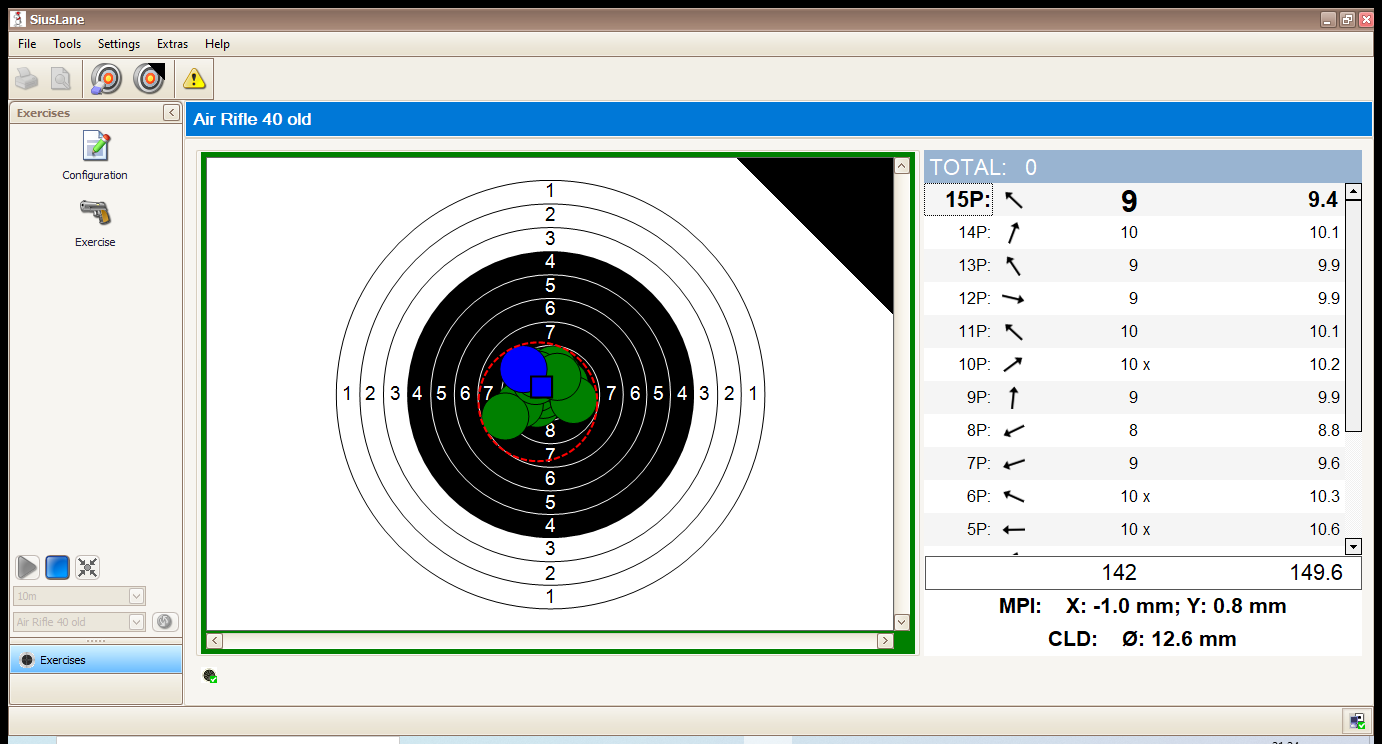 SiusLane
File Tools Settings Extras Help
Exercises
Configuration
Exercise
10m
Air Rifle 40 old
Exercises
Air Rifle 40 old
1
2
3
4
5
6
7
1 2 3 4 5 6 7 7 6 5 4 3 2 1
8
7
6
5
4
3
2
1
TOTAL: 0
15P: 9 9.4
14P: 10 10.1
13P: 9 9.9
12P: 9 9.9
11P: 10 10.1
10P: 10 x 10.2
9P: 9 9.9
8P: 8 8.8
7P: 9 9.6
6P: 10 x 10.3
5P: 10 x 10.6
142 149.6
MPI: X: -1.0 mm; Y: 0.8 mm
CLD: Ø: 12.6 mm